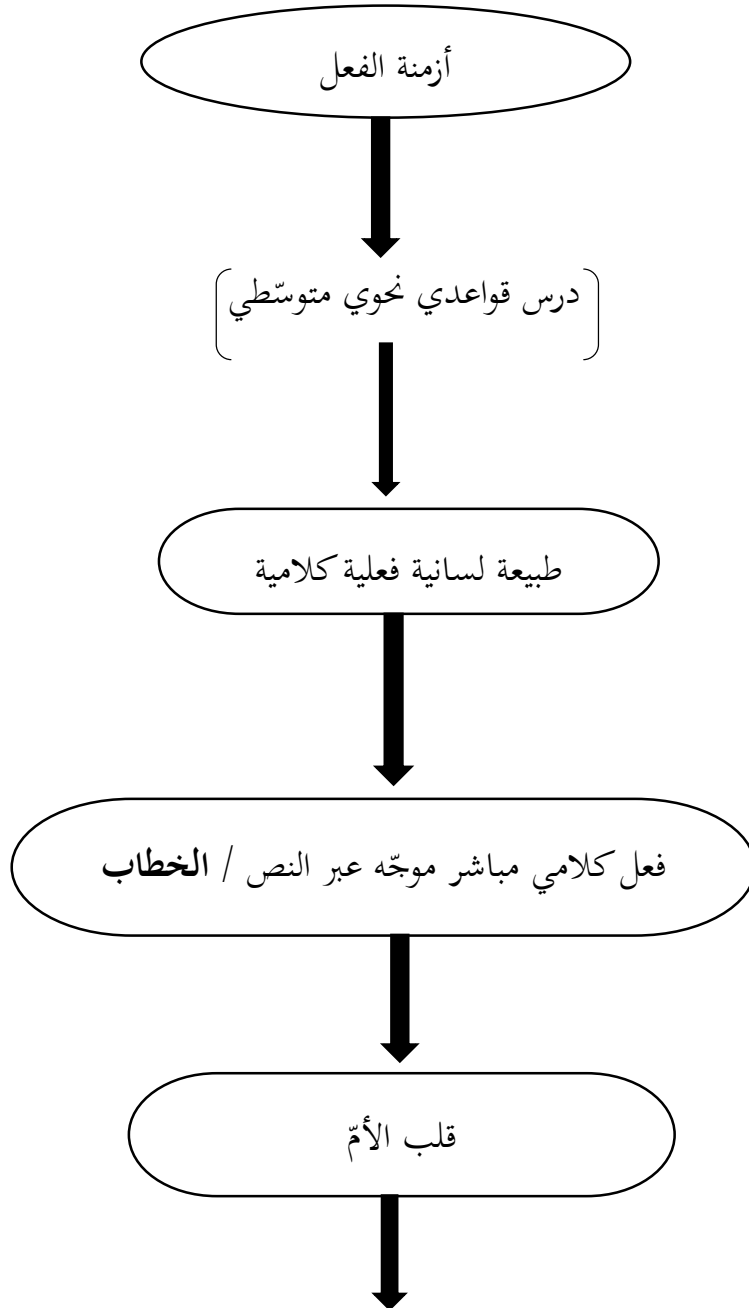 أزمنة الفعل
درس قواعدي نحوي متوسّطي
طبيعة لسانية فعلية كلامية
فعل كلامي مباشر موجّه عبر النص / الخطاب
قلب الأمّ